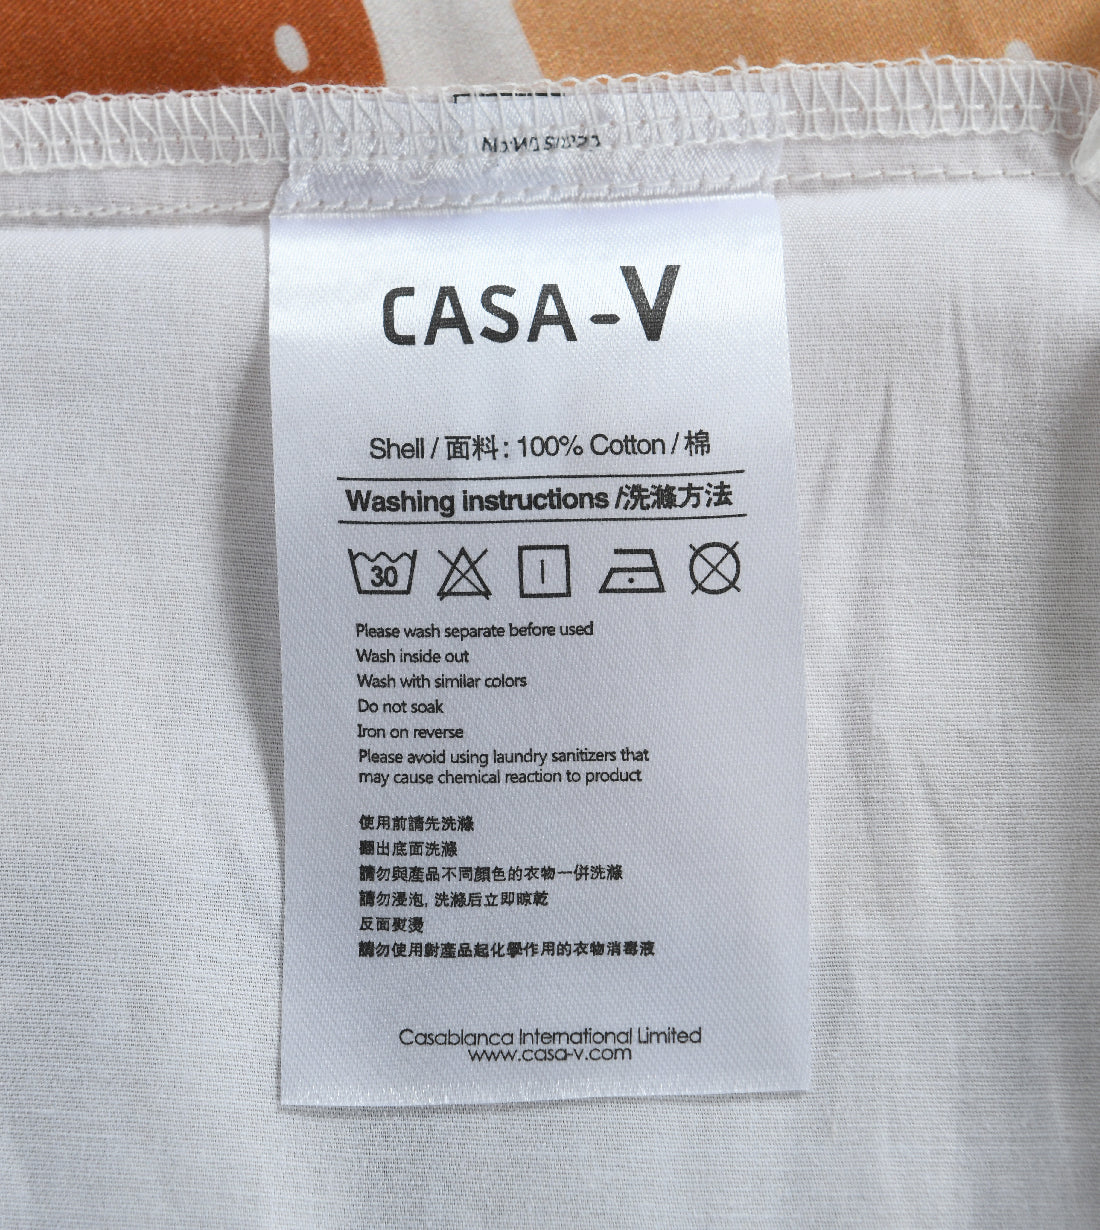 CASA-V
Shell / 面料: 100% Cotton / 棉
Washing instructions /洗滌方法
30
Please wash separate before used
Wash inside out
Wash with similar colors
Do not soak
Iron on reverse
Please avoid using laundry sanitizers that
may cause chemical reaction to product
使用前請先洗滌
翻出底面洗滌
請勿與產品不同顏色的衣物一併洗滌
請勿浸泡, 洗滌后立即晾乾
反面熨燙
請勿使用對產品起化學作用的衣物消毒液
Casablanca International Limited
www.casa-v.com